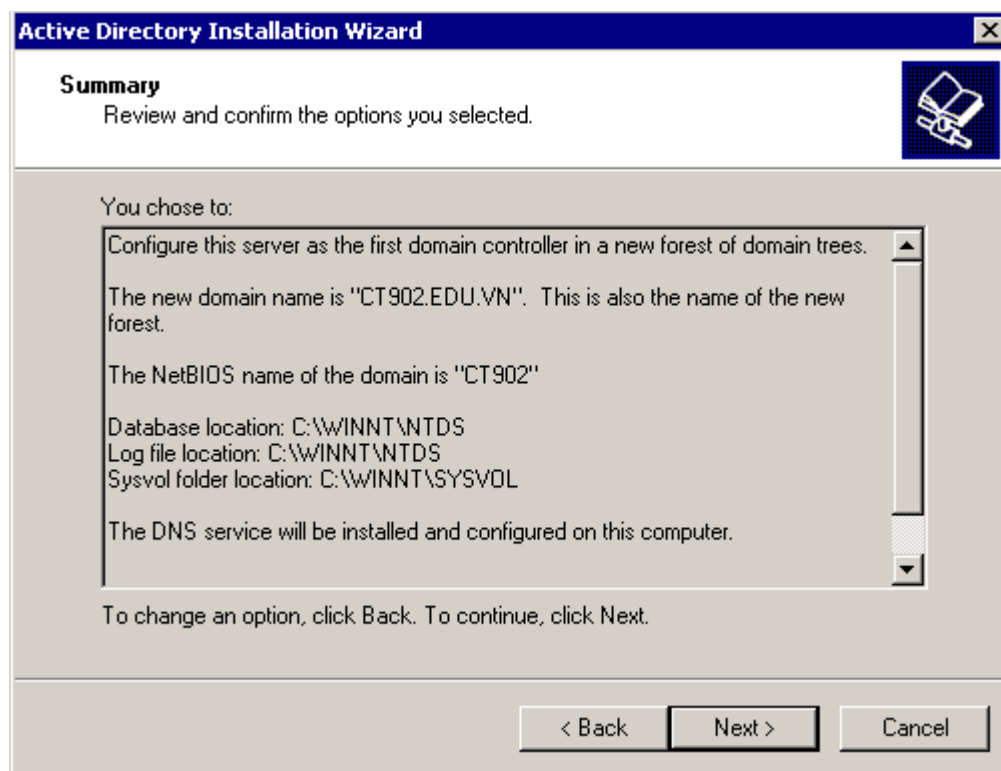 Active Directory Installation Wizard
Summary
Review and confirm the options you selected.
You chose to:
Configure this server as the first domain controller in a new forest of domain trees.
The new domain name is "CT902.EDU.VN".  This is also the name of the new
forest.
The NetBIOS name of the domain is "CT902"
Database location: C:\WINNT\NTDS
Log file location: C:\WINNT\NTDS
Sysvol folder location: C:\WINNT\SYSVOL
The DNS service will be installed and configured on this computer.
To change an option, click Back. To continue, click Next.
< Back
Next >
Cancel